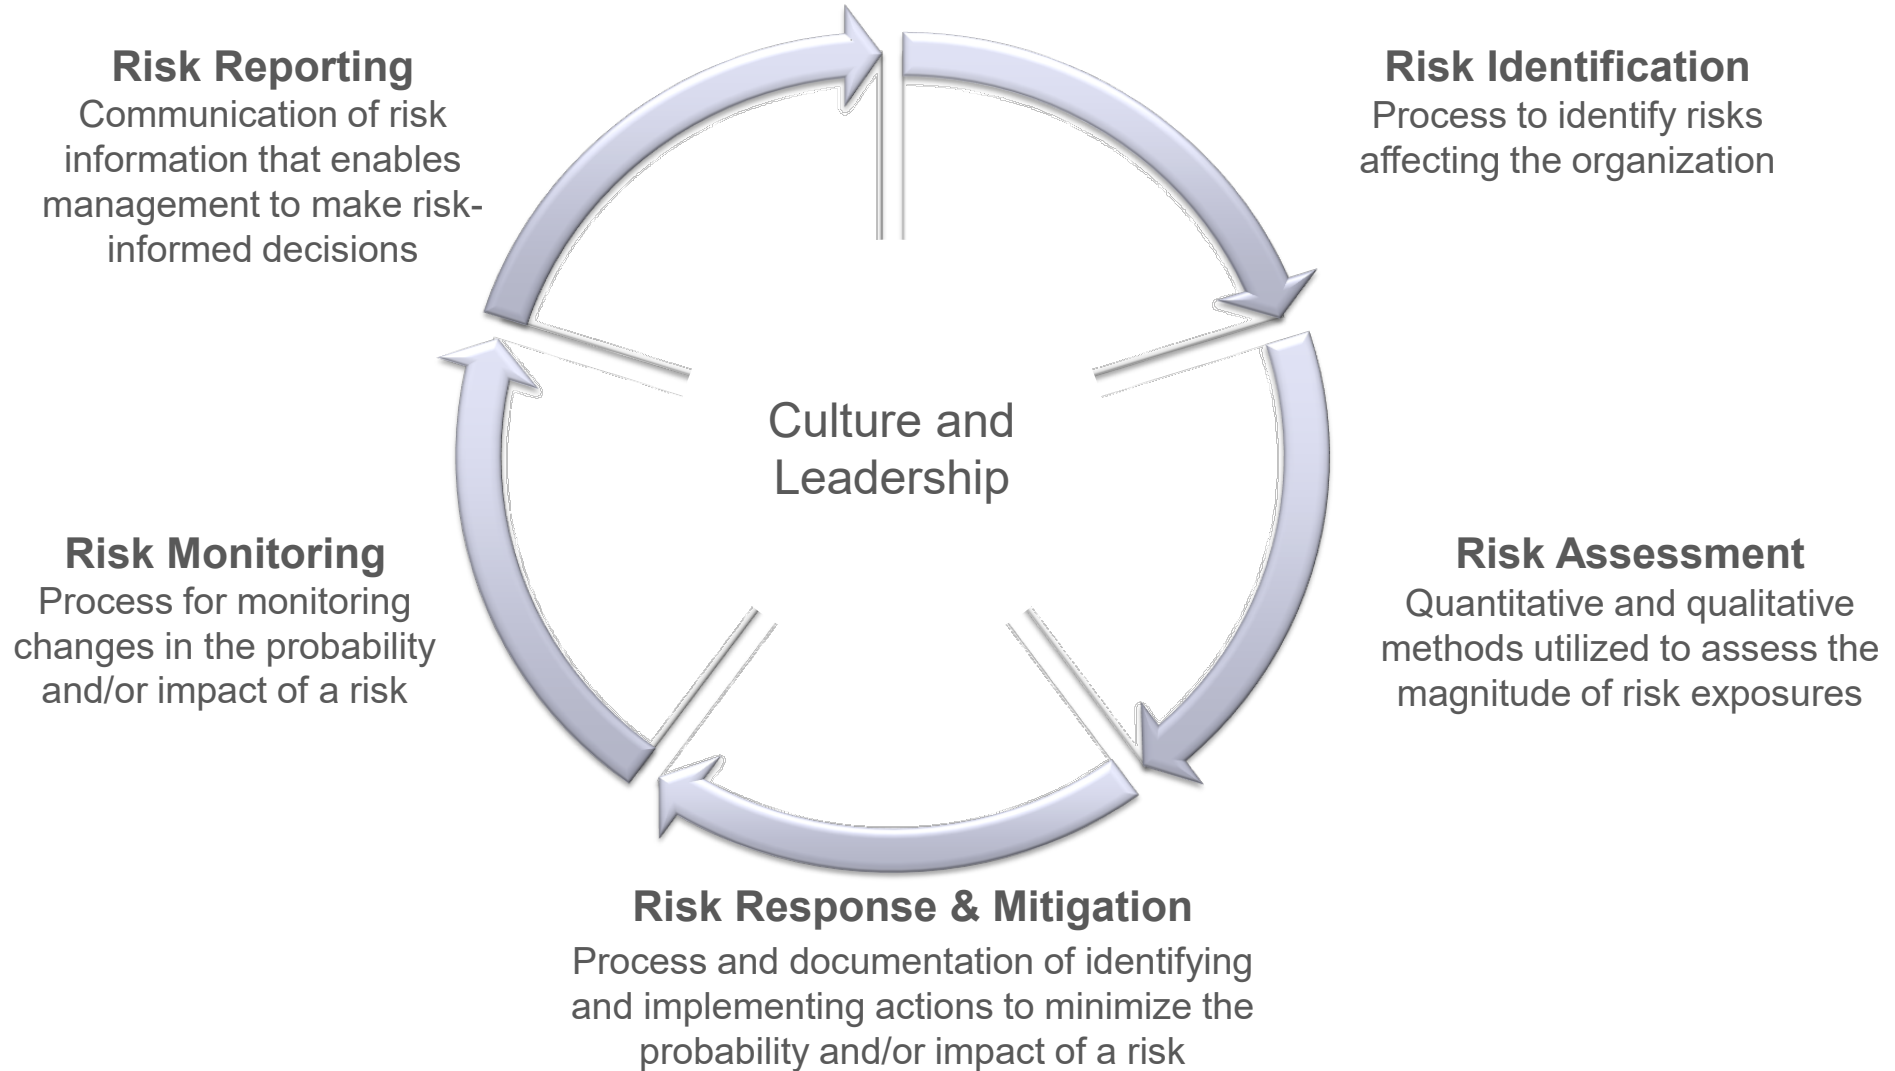 Risk Reporting
Communication of risk
information that enables
management to make risk-
informed decisions
Risk Identification
Process to identify risks
affecting the organization
Culture and
Leadership
Risk Monitoring
Process for monitoring
changes in the probability
and/or impact of a risk
Risk Assessment
Quantitative and qualitative
methods utilized to assess the
magnitude of risk exposures
Risk Response & Mitigation
Process and documentation of identifying
and implementing actions to minimize the
probability and/or impact of a risk